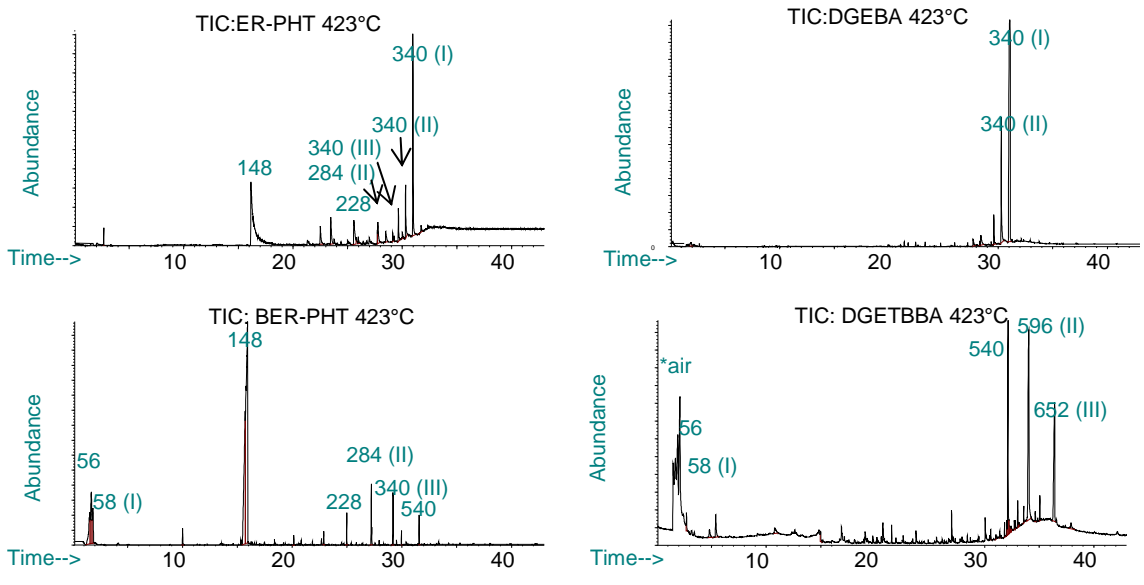 TIC:ER-PHT 423°C
340 (I)
340 (II)
340 (III)
284 (II)
148
228
Abundance
Time-->
10
20
30
40
TIC:DGEBA 423°C
340 (I)
340 (II)
Abundance
0
Time-->
10
20
30
40
TIC: BER-PHT 423°C
148
56
58 (I)
284 (II)
340 (III)
228
540
Abundance
Time-->
10
20
30
40
TIC: DGETBBA 423°C
*air
540
596 (II)
652 (III)
56
58 (I)
Abundance
Time-->
10
20
30
40